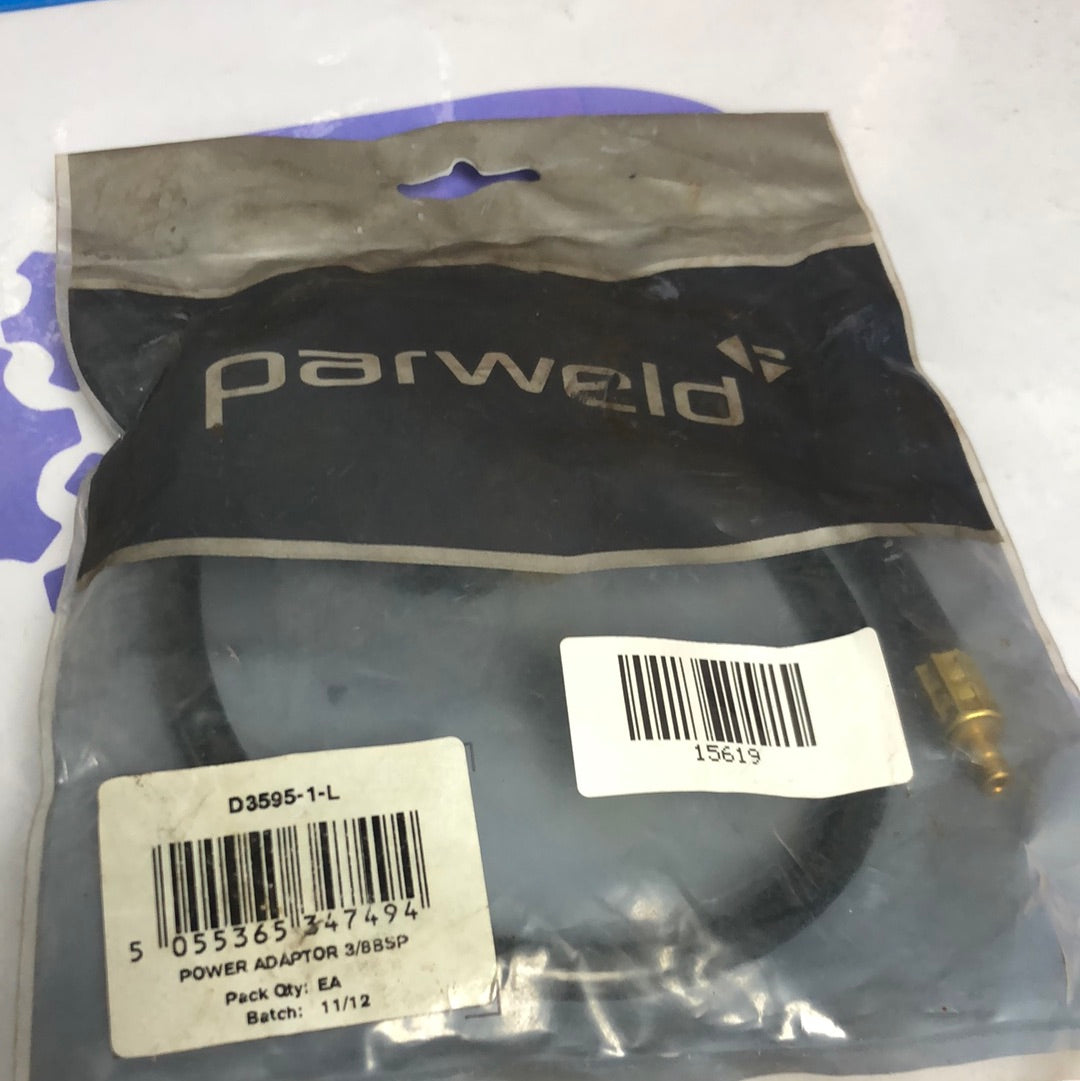 parweld
15619
D3595-1-L
5 055365 347494
POWER ADAPTOR 3/8BSP
Pack Qty: EA
Batch: 11/12